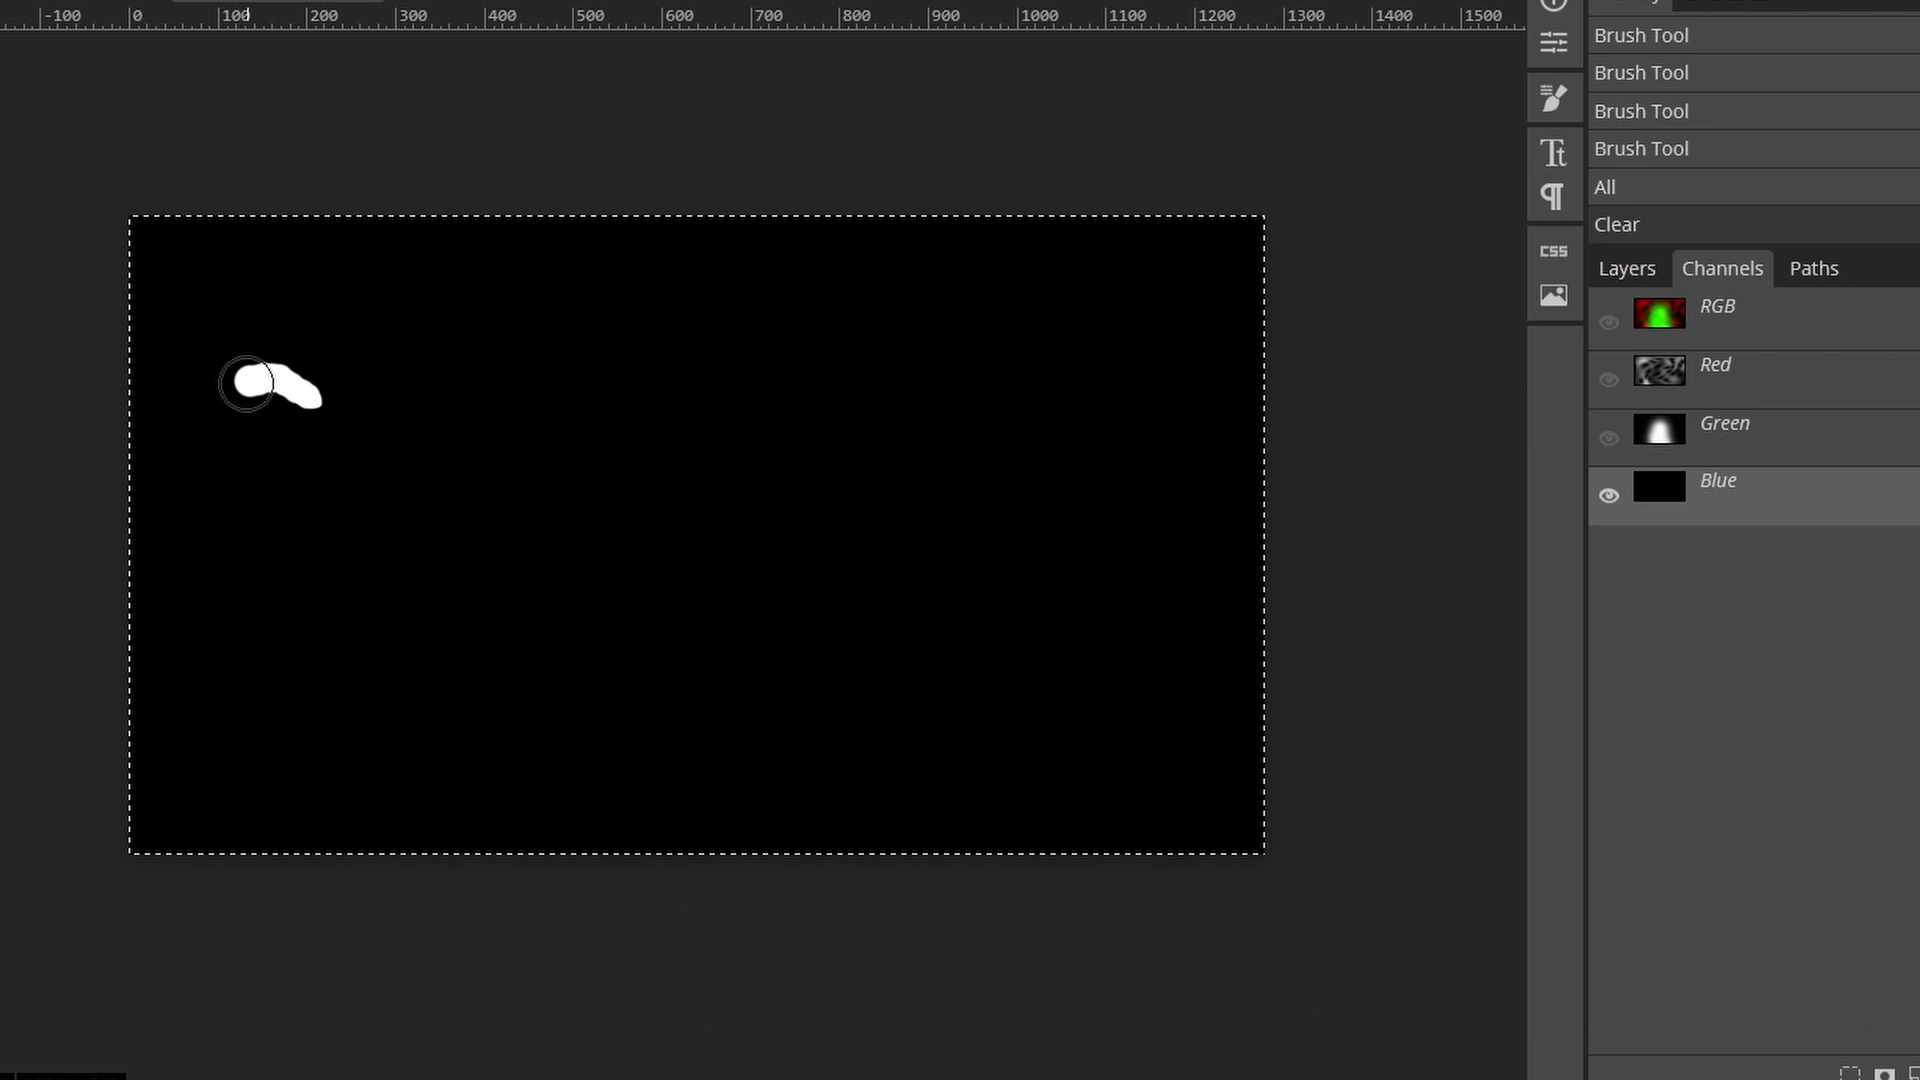 -100 0 100 200 300 400 500 600 700 800 900 1000 1100 1200 1300 1400 1500
Brush Tool
Brush Tool
Brush Tool
Brush Tool
All
Clear
Tt
¶
CSS
Layers Channels Paths
RGB
Red
Green
Blue